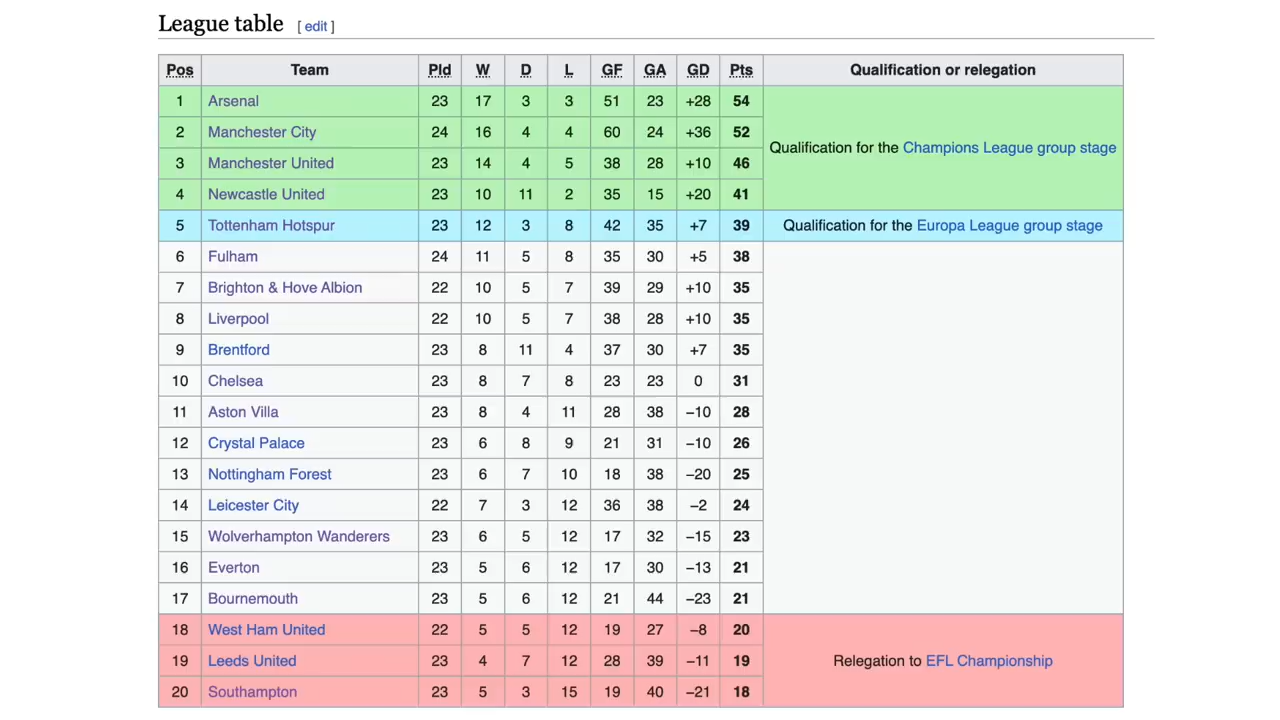 League table [ edit ]
Pos Team Pld W D L GF GA GD Pts Qualification or relegation
1 Arsenal 23 17 3 3 51 23 +28 54
2 Manchester City 24 16 4 4 60 24 +36 52
Qualification for the Champions League group stage
3 Manchester United 23 14 4 5 38 28 +10 46
4 Newcastle United 23 10 11 2 35 15 +20 41
5 Tottenham Hotspur 23 12 3 8 42 35 +7 39 Qualification for the Europa League group stage
6 Fulham 24 11 5 8 35 30 +5 38
7 Brighton & Hove Albion 22 10 5 7 39 29 +10 35
8 Liverpool 22 10 5 7 38 28 +10 35
9 Brentford 23 8 11 4 37 30 +7 35
10 Chelsea 23 8 7 8 23 23 0 31
11 Aston Villa 23 8 4 11 28 38 −10 28
12 Crystal Palace 23 6 8 9 21 31 −10 26
13 Nottingham Forest 23 6 7 10 18 38 −20 25
14 Leicester City 22 7 3 12 36 38 −2 24
15 Wolverhampton Wanderers 23 6 5 12 17 32 −15 23
16 Everton 23 5 6 12 17 30 −13 21
17 Bournemouth 23 5 6 12 21 44 −23 21
18 West Ham United 22 5 5 12 19 27 −8 20
19 Leeds United 23 4 7 12 28 39 −11 19 Relegation to EFL Championship
20 Southampton 23 5 3 15 19 40 −21 18